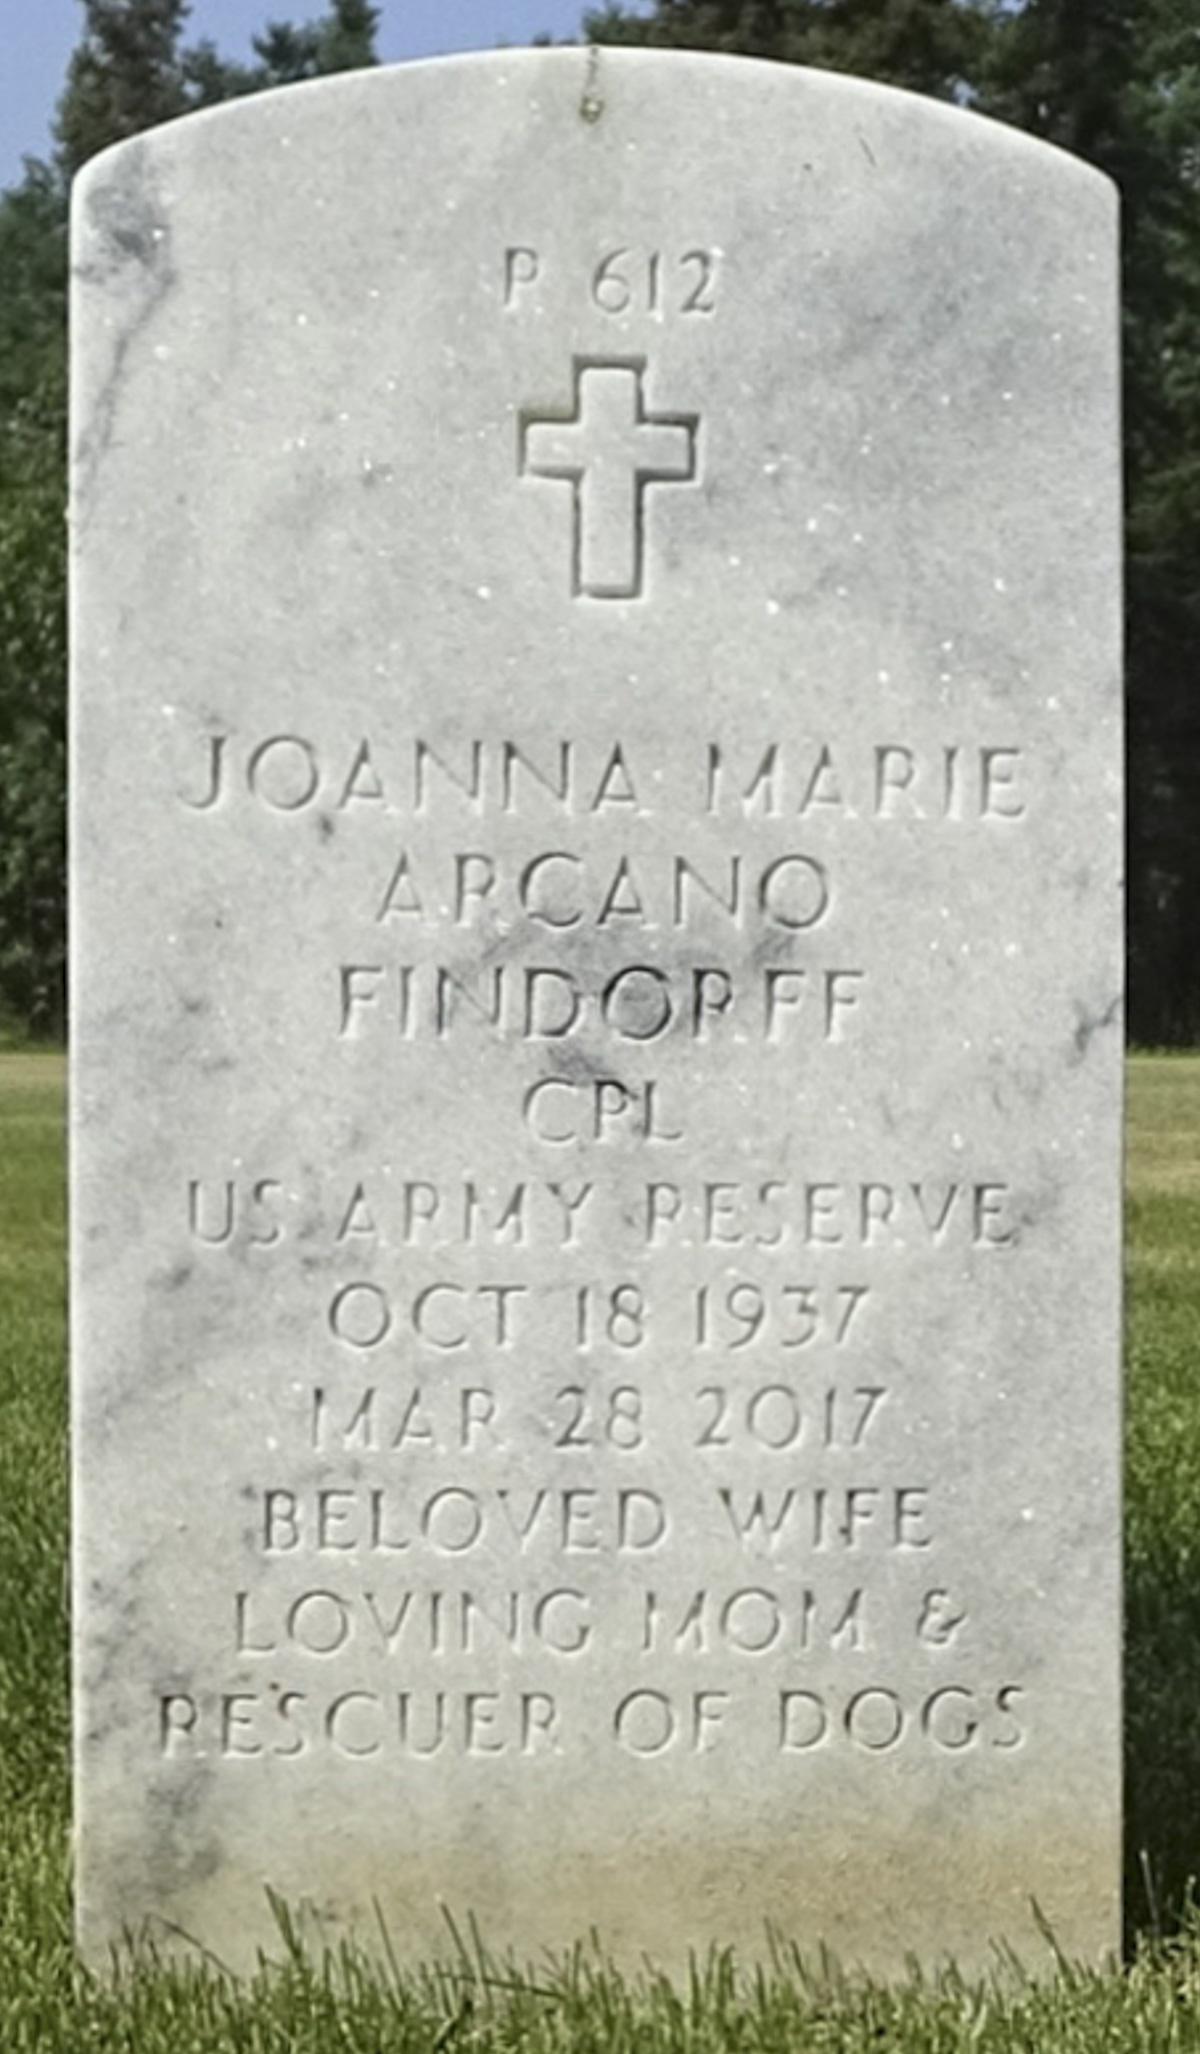 P 612
JOANNA MARIE
ARCANO
FINDORFF
CPL
US ARMY RESERVE
OCT 18 1937
MAR 28 2017
BELOVED WIFE
LOVING MOM &
RESCUER OF DOGS